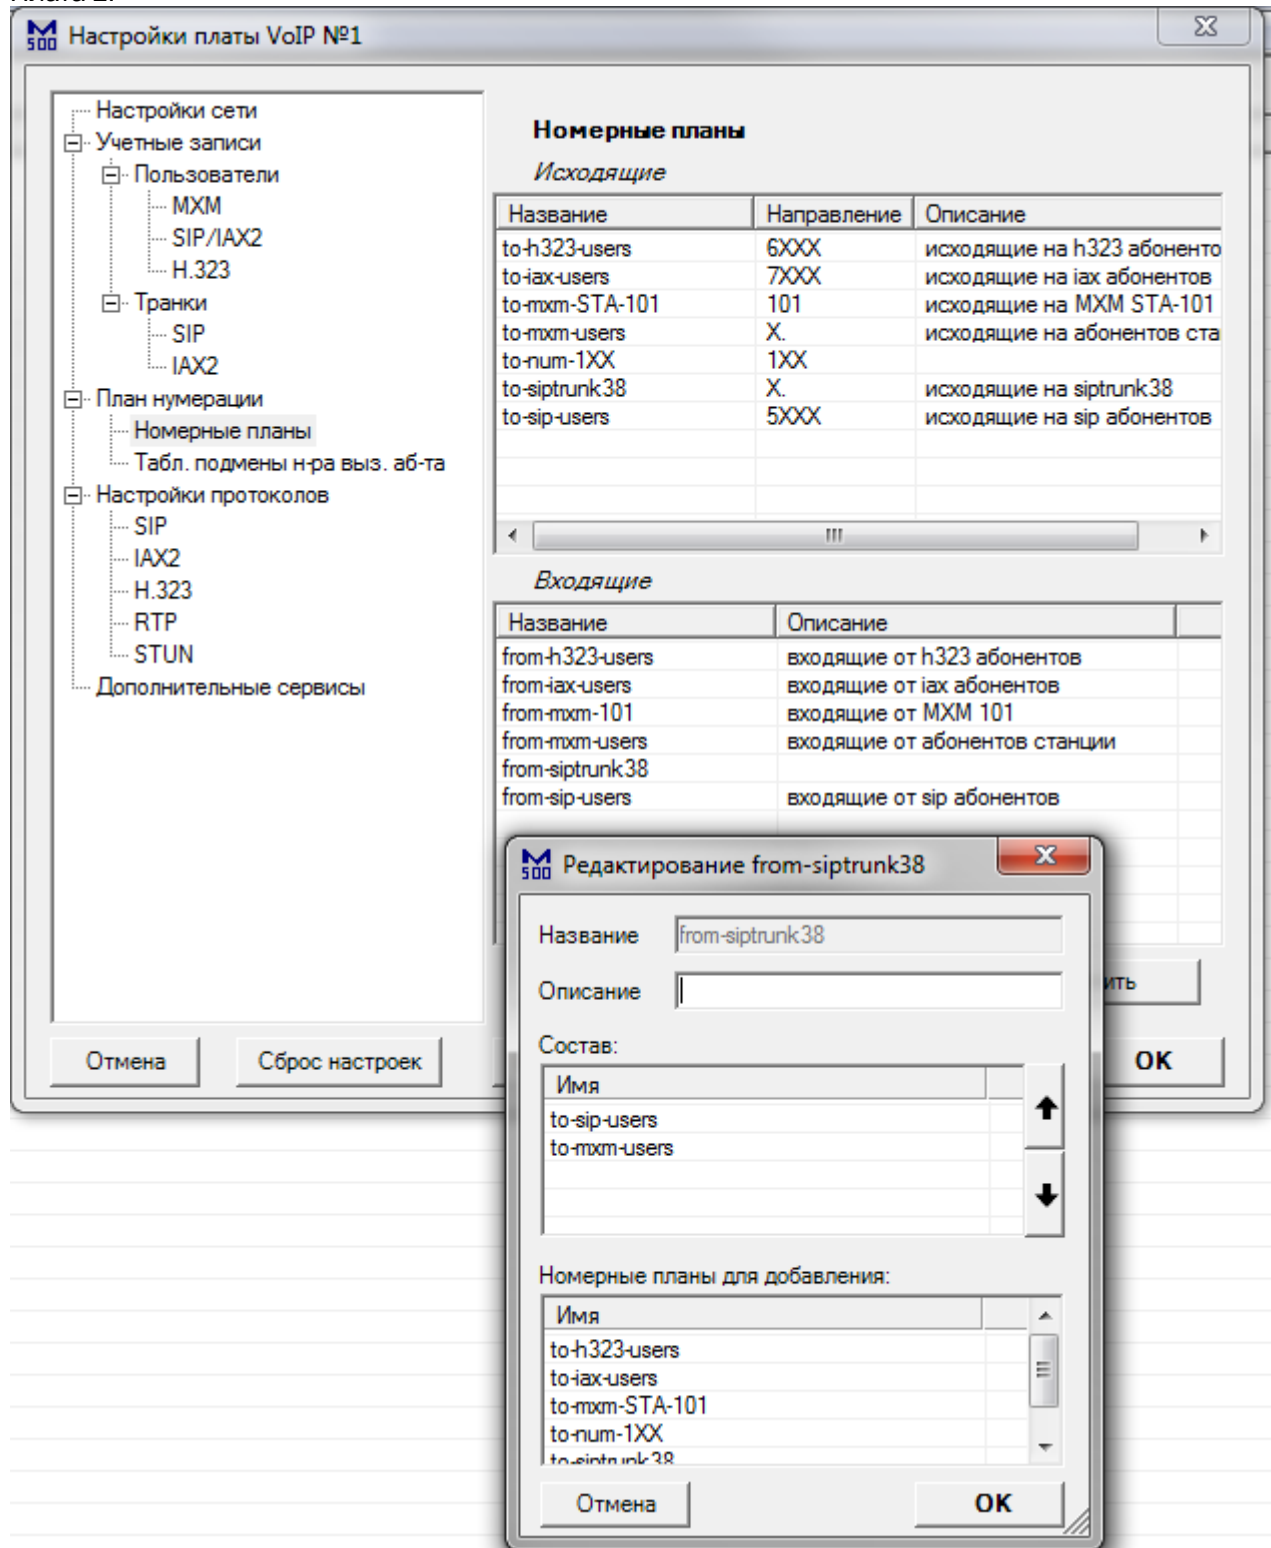 M500 Настройки платы VoIP №1
Настройки сети
Учетные записи
Пользователи
MXM
SIP/IAX2
H.323
Транки
SIP
IAX2
План нумерации
Номерные планы
Табл. подмены н-ра выз. аб-та
Настройки протоколов
SIP
IAX2
H.323
RTP
STUN
Дополнительные сервисы
Номерные планы
Исходящие
Название Направление Описание
to-h323-users 6XXX исходящие на h323 абоненто
to-iax-users 7XXX исходящие на iax абонентов
to-mxm-STA-101 101 исходящие на MXM STA-101
to-mxm-users X. исходящие на абонентов ста
to-num-1XX 1XX
to-siptrunk38 X. исходящие на siptrunk38
to-sip-users 5XXX исходящие на sip абонентов
Входящие
Название Описание
from-h323-users входящие от h323 абонентов
from-iax-users входящие от iax абонентов
from-mxm-101 входящие от MXM 101
from-mxm-users входящие от абонентов станции
from-siptrunk38
from-sip-users входящие от sip абонентов
ить
Отмена Сброс настроек OK
M500 Редактирование from-siptrunk38
Название from-siptrunk38
Описание
Состав:
Имя
to-sip-users
to-mxm-users
Номерные планы для добавления:
Имя
to-h323-users
to-iax-users
to-mxm-STA-101
to-num-1XX
to-siptrunk38
Отмена OK